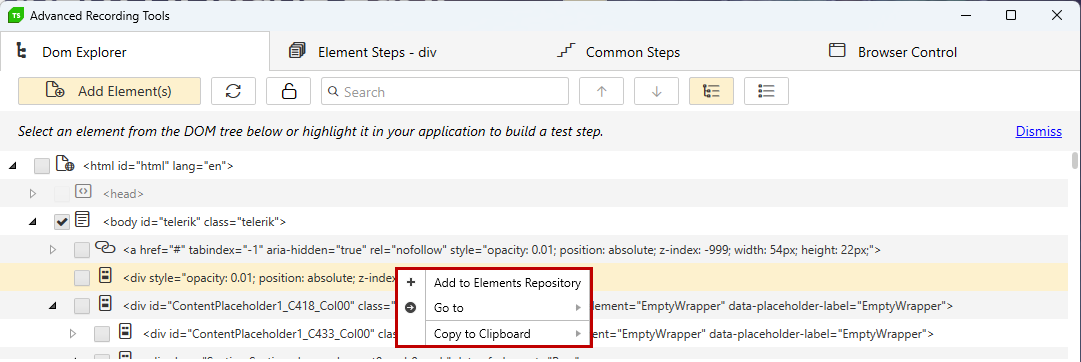 TS Advanced Recording Tools
Dom Explorer
Element Steps - div
Common Steps
Browser Control
Add Element(s)
Search
Select an element from the DOM tree below or highlight it in your application to build a test step.
Dismiss
<html id="html" lang="en">
<head>
<body id="telerik" class="telerik">
<a href="#" tabindex="-1" aria-hidden="true" rel="nofollow" style="opacity: 0.01; position: absolute; z-index: -999; width: 54px; height: 22px;">
<div style="opacity: 0.01; position: absolute; z-index
Add to Elements Repository
<div id="ContentPlaceholder1_C418_Col00" class=
Go to
ement="EmptyWrapper" data-placeholder-label="EmptyWrapper">
<div id="ContentPlaceholder1_C433_Col00" class=
Copy to Clipboard
element="EmptyWrapper" data-placeholder-label="EmptyWrapper">